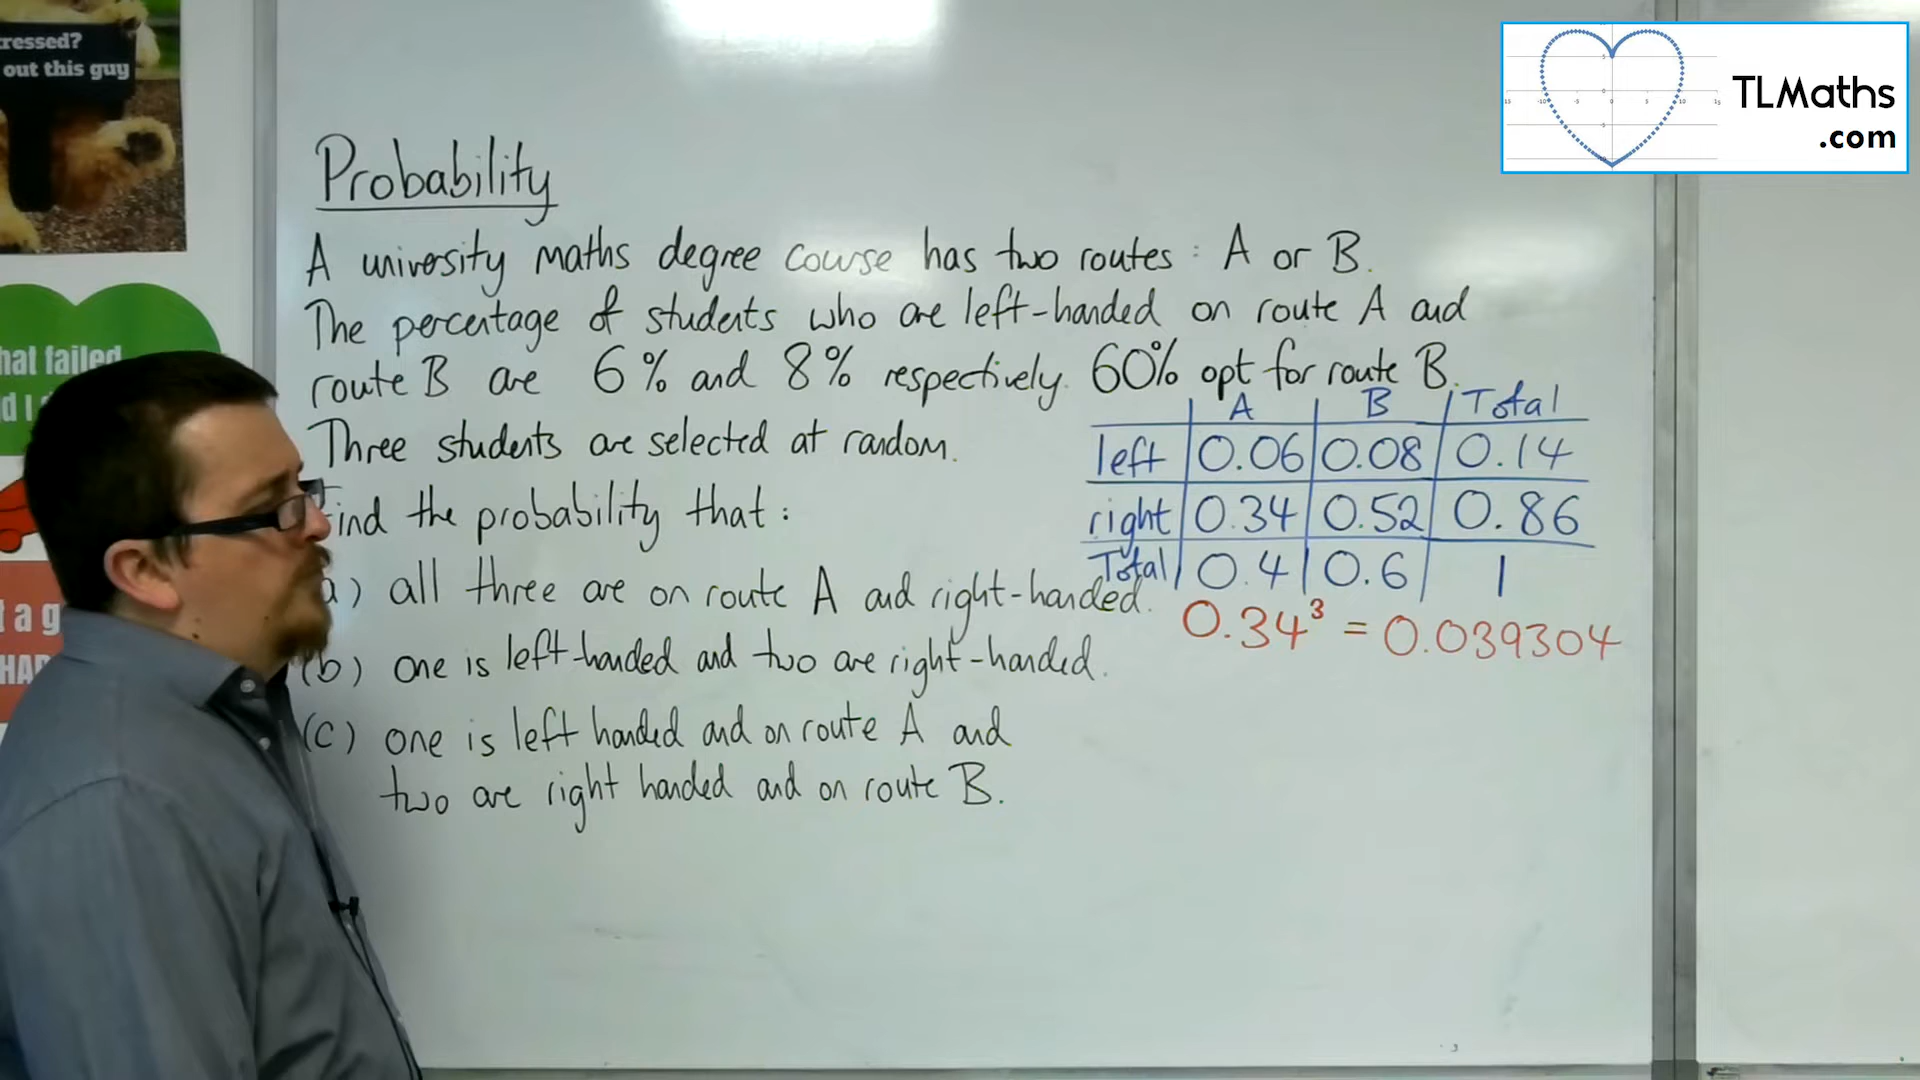 ressed?
out this guy
TLMaths
.com
Probability
A university maths degree course has two routes : A or B.
The percentage of students who are left-handed on route A and
route B are 6% and 8% respectively. 60% opt for route B.
Three students are selected at random.
Find the probability that :
(a) all three are on route A and right-handed.
(b) one is left-handed and two are right-handed.
(c) one is left handed and on route A and
two are right handed and on route B.
A B Total
left 0.06 0.08 0.14
right 0.34 0.52 0.86
Total 0.4 0.6 1
0.34³ = 0.039304
hat failed
d I
t a g
HA